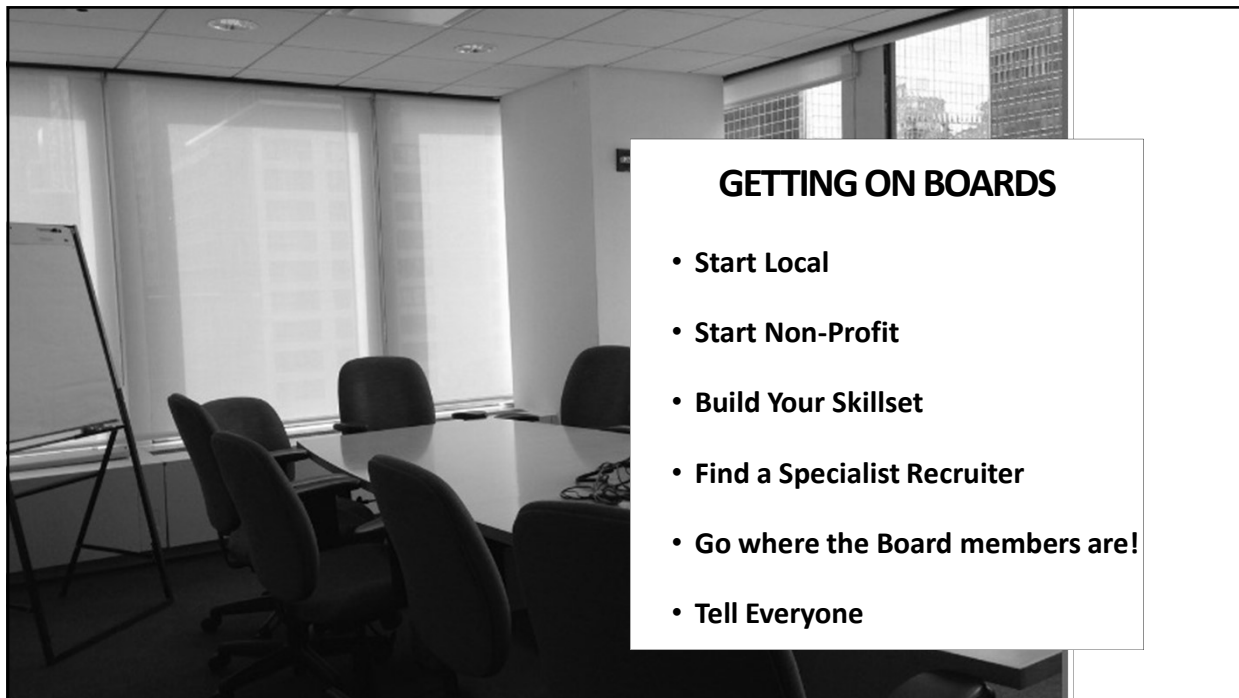 GETTING ON BOARDS
• Start Local
• Start Non-Profit
• Build Your Skillset
• Find a Specialist Recruiter
• Go where the Board members are!
• Tell Everyone